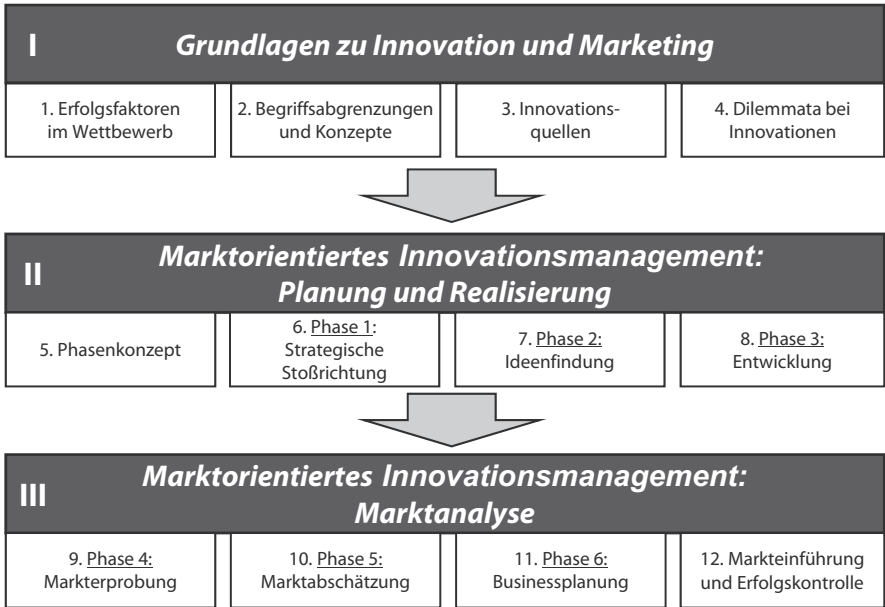 I
Grundlagen zu Innovation und Marketing
1. Erfolgsfaktoren
im Wettbewerb
2. Begriffsabgrenzungen
und Konzepte
3. Innovations-
quellen
4. Dilemmata bei
Innovationen
II
Marktorientiertes Innovationsmanagement:
Planung und Realisierung
5. Phasenkonzept
6. Phase 1:
Strategische
Stoßrichtung
7. Phase 2:
Ideenfindung
8. Phase 3:
Entwicklung
III
Marktorientiertes Innovationsmanagement:
Marktanalyse
9. Phase 4:
Markterprobung
10. Phase 5:
Marktabschätzung
11. Phase 6:
Businessplanung
12. Markteinführung
und Erfolgskontrolle